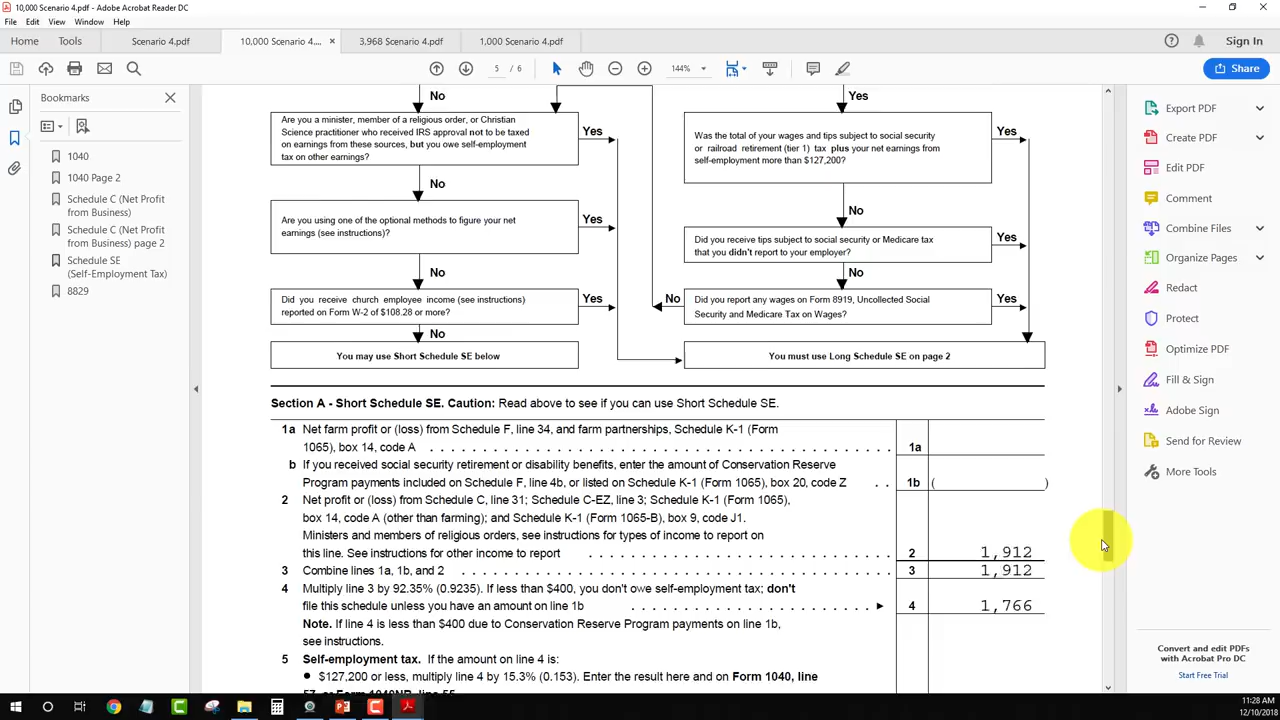 10,000 Scenario 4.pdf - Adobe Acrobat Reader DC
File Edit View Window Help
Home Tools Scenario 4.pdf 10,000 Scenario 4.... × 3,968 Scenario 4.pdf 1,000 Scenario 4.pdf Sign In
5 / 6 144% Share
Bookmarks
1040
1040 Page 2
Schedule C (Net Profit
from Business)
Schedule C (Net Profit
from Business) page 2
Schedule SE
(Self-Employment Tax)
8829
No
Are you a minister, member of a religious order, or Christian
Science practitioner who received IRS approval not to be taxed
on earnings from these sources, but you owe self-employment
tax on other earnings?
Yes
No
Are you using one of the optional methods to figure your net
earnings (see instructions)?
Yes
No
Did you receive church employee income (see instructions)
reported on Form W-2 of $108.28 or more?
Yes
No
You may use Short Schedule SE below
Yes
Was the total of your wages and tips subject to social security
or railroad retirement (tier 1) tax plus your net earnings from
self-employment more than $127,200?
Yes
No
Did you receive tips subject to social security or Medicare tax
that you didn't report to your employer?
Yes
No
No
Did you report any wages on Form 8919, Uncollected Social
Security and Medicare Tax on Wages?
Yes
You must use Long Schedule SE on page 2
Section A - Short Schedule SE. Caution: Read above to see if you can use Short Schedule SE.
1a Net farm profit or (loss) from Schedule F, line 34, and farm partnerships, Schedule K-1 (Form
1065), box 14, code A . . . . . . . . . . . . . . . . . . . . . . . . . . 1a
b If you received social security retirement or disability benefits, enter the amount of Conservation Reserve
Program payments included on Schedule F, line 4b, or listed on Schedule K-1 (Form 1065), box 20, code Z . . 1b ( )
2 Net profit or (loss) from Schedule C, line 31; Schedule C-EZ, line 3; Schedule K-1 (Form 1065),
box 14, code A (other than farming); and Schedule K-1 (Form 1065-B), box 9, code J1.
Ministers and members of religious orders, see instructions for types of income to report on
this line. See instructions for other income to report . . . . . . . . . . . . . . . . . 2 1,912
3 Combine lines 1a, 1b, and 2 . . . . . . . . . . . . . . . . . . . . . . . . 3 1,912
4 Multiply line 3 by 92.35% (0.9235). If less than $400, you don't owe self-employment tax; don't
file this schedule unless you have an amount on line 1b . . . . . . . . . . . . . . 4 1,766
Note. If line 4 is less than $400 due to Conservation Reserve Program payments on line 1b,
see instructions.
5 Self-employment tax. If the amount on line 4 is:
● $127,200 or less, multiply line 4 by 15.3% (0.153). Enter the result here and on Form 1040, line
57, or Form 1040NR, line 55
Export PDF
Create PDF
Edit PDF
Comment
Combine Files
Organize Pages
Redact
Protect
Optimize PDF
Fill & Sign
Adobe Sign
Send for Review
More Tools
Convert and edit PDFs
with Acrobat Pro DC
Start Free Trial
11:28 AM
12/10/2018